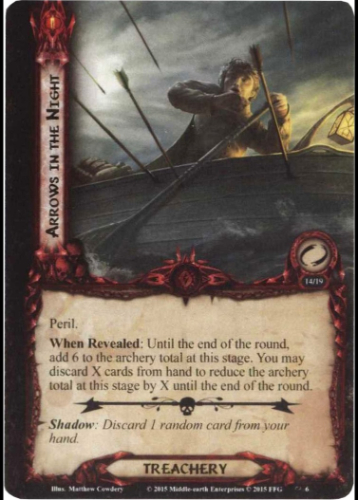 ARROWS IN THE NIGHT
14/19
Peril.
When Revealed: Until the end of the round,
add 6 to the archery total at this stage. You may
discard X cards from hand to reduce the archery
total at this stage by X until the end of the round.
Shadow: Discard 1 random card from your
hand.
TREACHERY
Illus. Matthew Cowdery © 2015 Middle-earth Enterprises © 2015 FFG 6